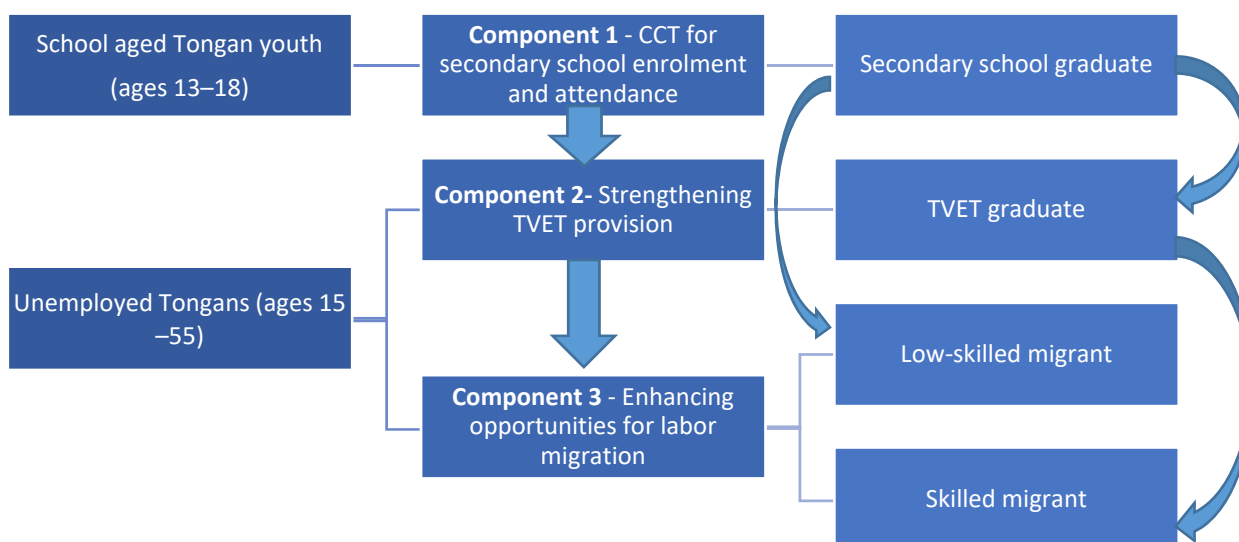 School aged Tongan youth
(ages 13–18)
Component 1 - CCT for
secondary school enrolment
and attendance
Secondary school graduate
Component 2- Strengthening
TVET provision
TVET graduate
Unemployed Tongans (ages 15
–55)
Low-skilled migrant
Component 3 - Enhancing
opportunities for labor
migration
Skilled migrant